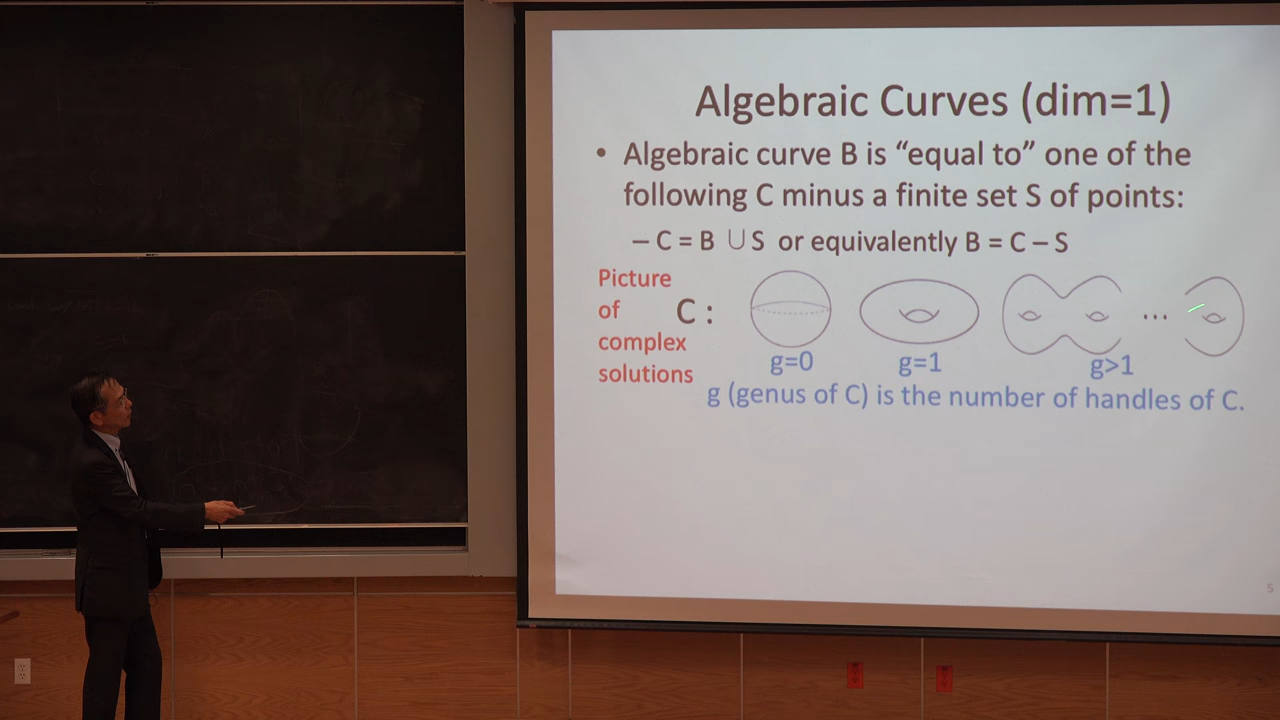 Algebraic Curves (dim=1)
• Algebraic curve B is “equal to” one of the
following C minus a finite set S of points:
– C = B ∪ S or equivalently B = C – S
Picture
of
complex
solutions
C :
...
g=0 g=1 g>1
g (genus of C) is the number of handles of C.
5